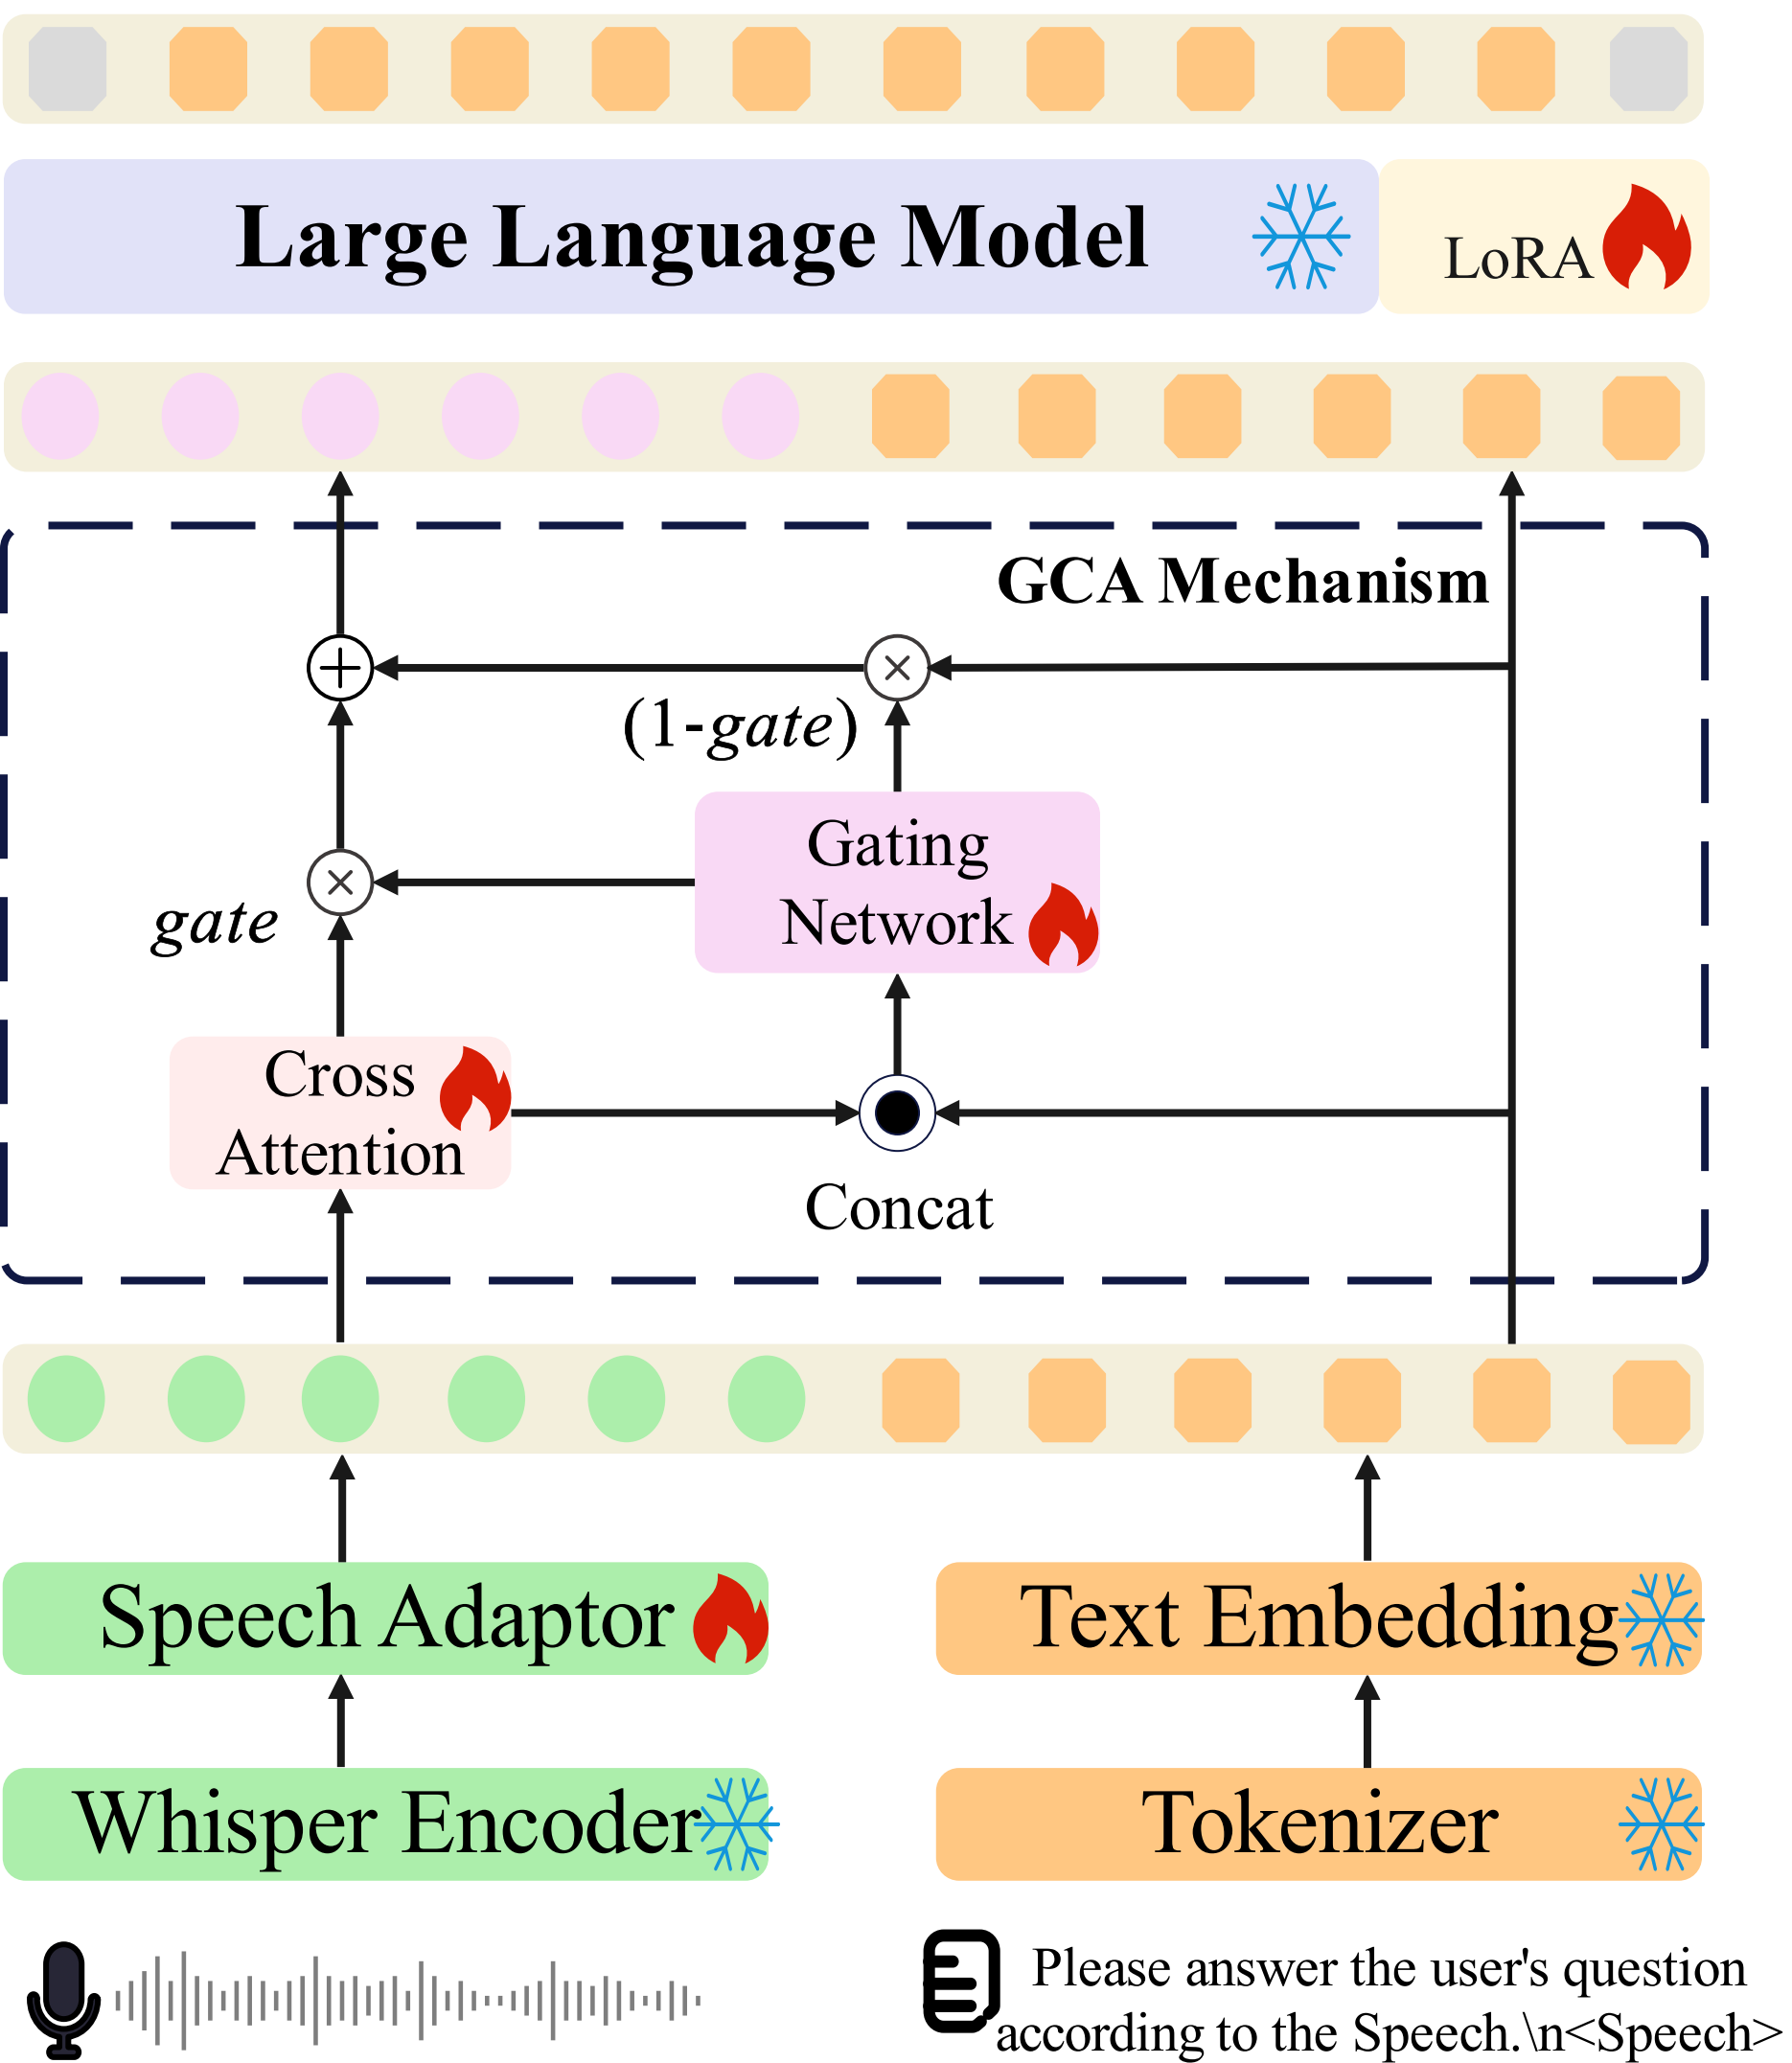 Large Language Model
LoRA
GCA Mechanism
(1-gate)
Gating
Network
gate
Cross
Attention
Concat
Speech Adaptor
Text Embedding
Whisper Encoder
Tokenizer
Please answer the user's question
according to the Speech.\n<Speech>